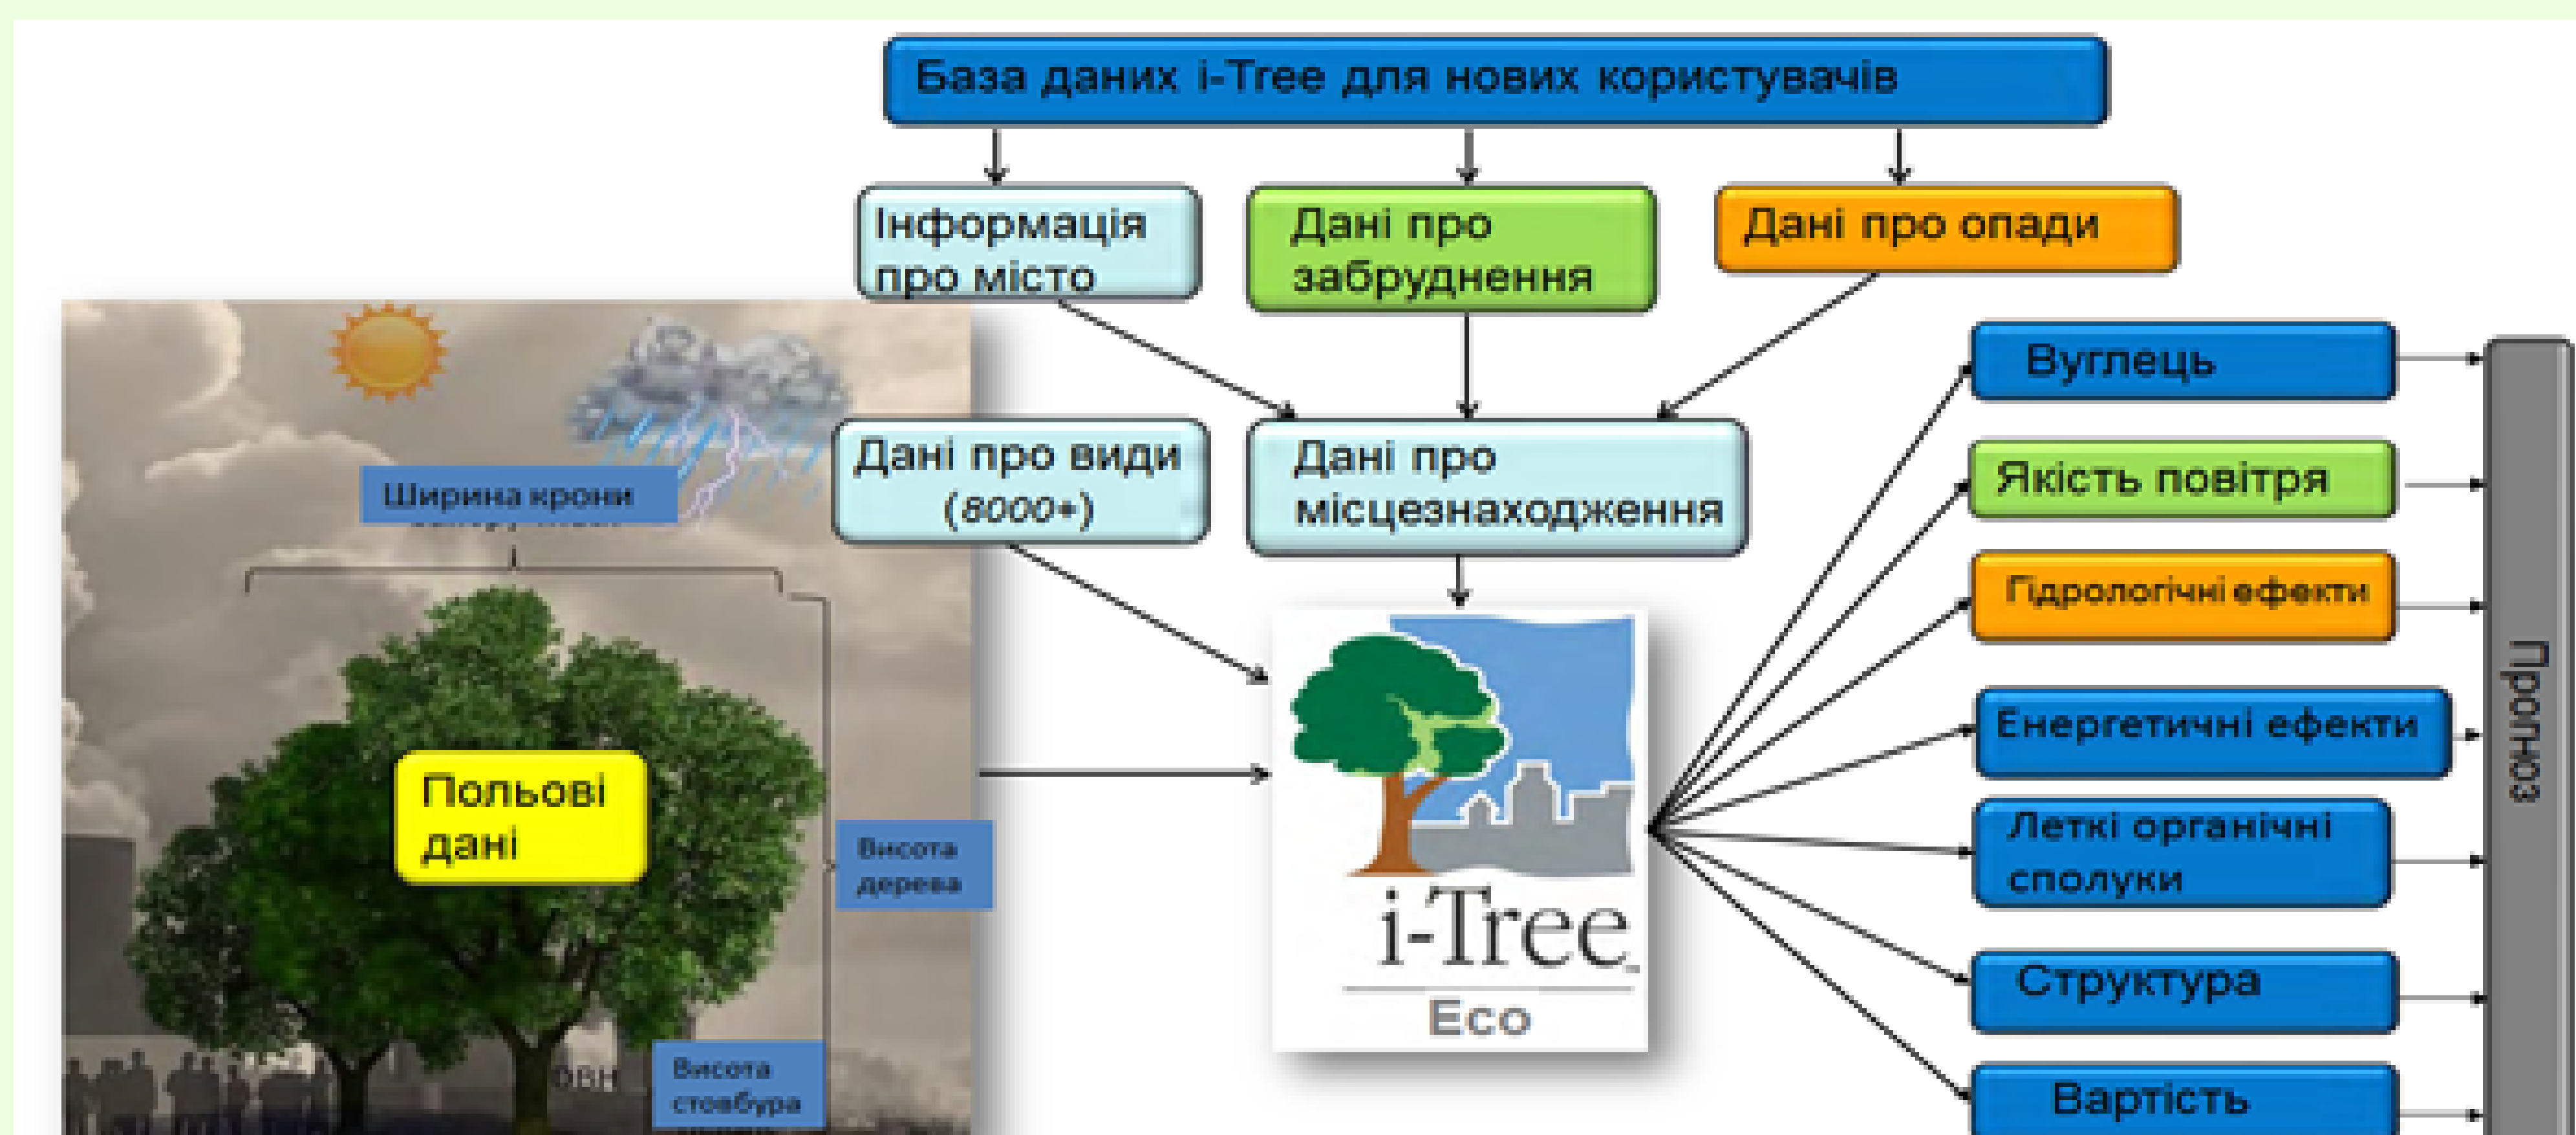 База даних i-Tree для нових користувачів
Інформація
про місто
Дані про
забруднення
Дані про опади
Дані про види
(8000+)
Дані про
місцезнаходження
Ширина крони
Польові
дані
Висота
дерева
DBH
Висота
стовбура
i-Tree
Eco
Вуглець
Якість повітря
Гідрологічні ефекти
Енергетичні ефекти
Леткі органічні
сполуки
Структура
Вартість
Прогноз